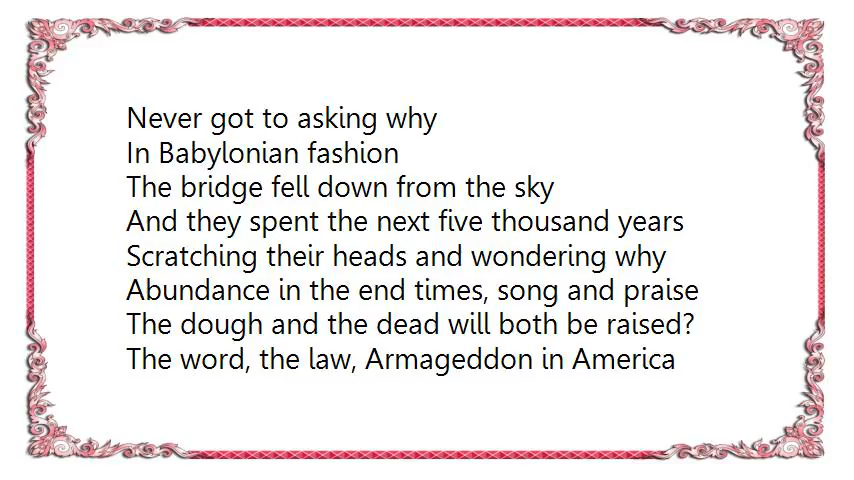 Never got to asking why
In Babylonian fashion
The bridge fell down from the sky
And they spent the next five thousand years
Scratching their heads and wondering why
Abundance in the end times, song and praise
The dough and the dead will both be raised?
The word, the law, Armageddon in America